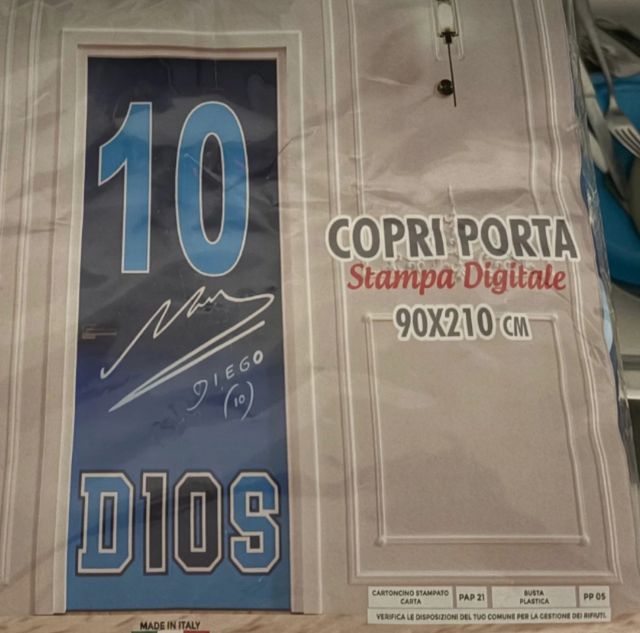 10
DIEGO
(10)
D10S
COPRI PORTA
Stampa Digitale
90X210 CM
CARTONCINO STAMPATO
CARTA
PAP 21
BUSTA
PLASTICA
PP 05
VERIFICA LE DISPOSIZIONI DEL TUO COMUNE PER LA GESTIONE DEI RIFIUTI.
MADE IN ITALY